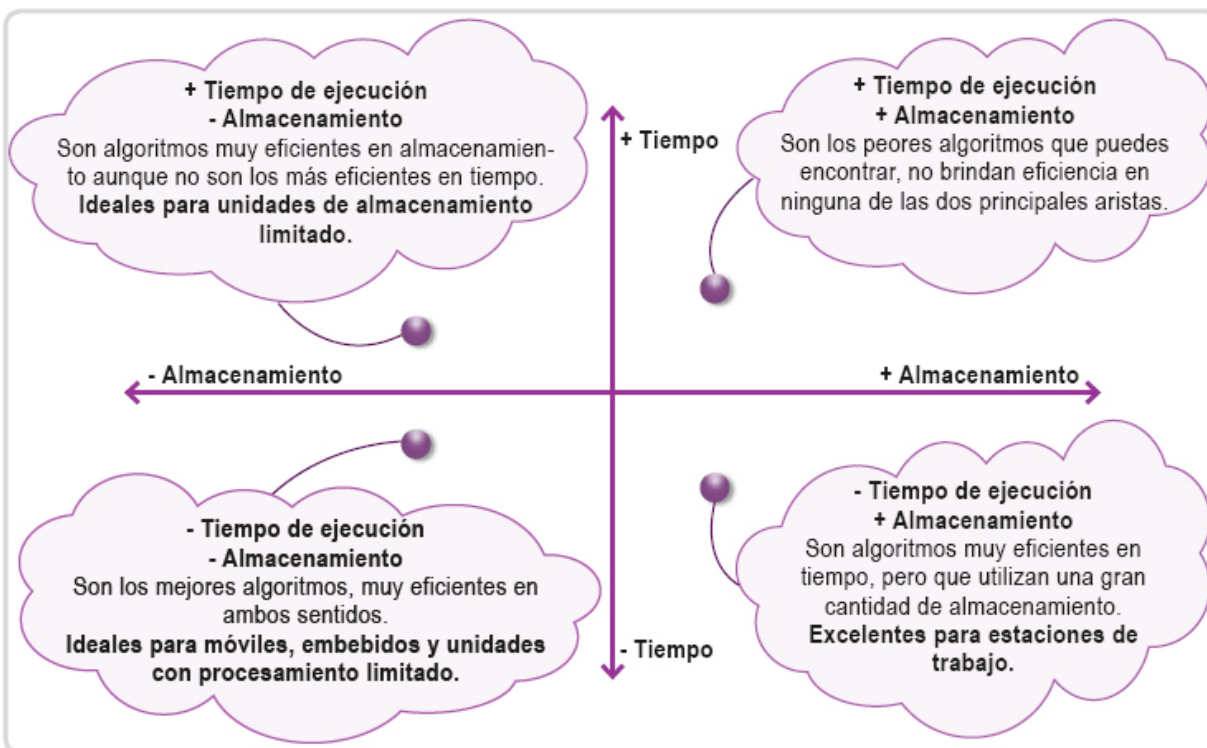 + Tiempo de ejecución
- Almacenamiento
Son algoritmos muy eficientes en almacenamien-
to aunque no son los más eficientes en tiempo.
Ideales para unidades de almacenamiento
limitado.
+ Tiempo
+ Tiempo de ejecución
+ Almacenamiento
Son los peores algoritmos que puedes
encontrar, no brindan eficiencia en
ninguna de las dos principales aristas.
- Almacenamiento
+ Almacenamiento
- Tiempo de ejecución
- Almacenamiento
Son los mejores algoritmos, muy eficientes en
ambos sentidos.
Ideales para móviles, embebidos y unidades
con procesamiento limitado.
- Tiempo
- Tiempo de ejecución
+ Almacenamiento
Son algoritmos muy eficientes en
tiempo, pero que utilizan una gran
cantidad de almacenamiento.
Excelentes para estaciones de
trabajo.